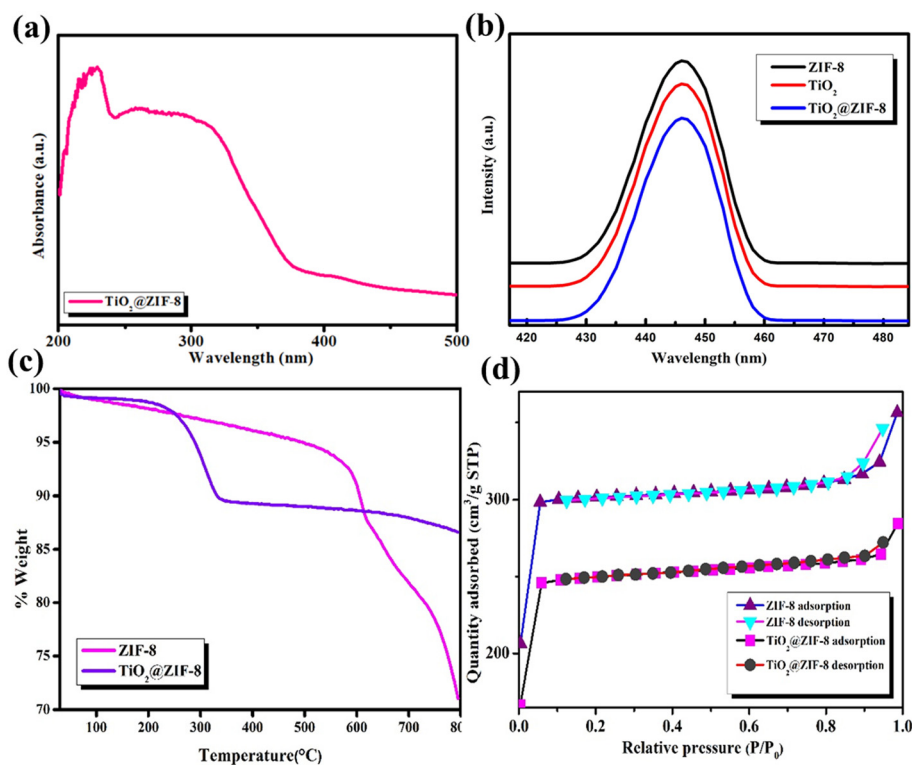 (a)
Absorbance (a.u.)
TiO₂@ZIF-8
200 300 400 500
Wavelength (nm)
(b)
Intensity (a.u.)
ZIF-8
TiO₂
TiO₂@ZIF-8
420 430 440 450 460 470 480
Wavelength (nm)
(c)
% Weight
100
95
90
85
80
75
70
ZIF-8
TiO₂@ZIF-8
100 200 300 400 500 600 700 80
Temperature(°C)
(d)
Quantity adsorbed (cm³/g STP)
300
200
ZIF-8 adsorption
ZIF-8 desorption
TiO₂@ZIF-8 adsorption
TiO₂@ZIF-8 desorption
0.0 0.2 0.4 0.6 0.8 1.0
Relative pressure (P/P₀)